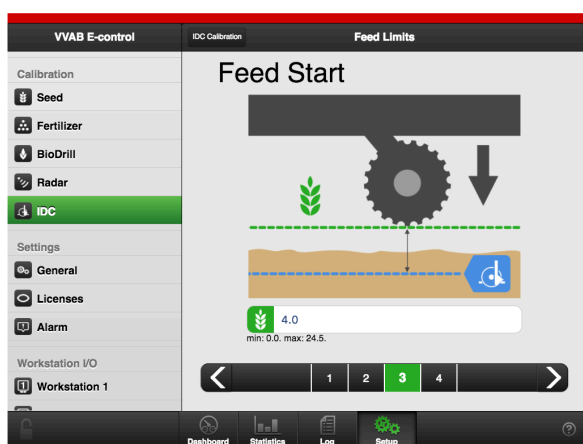 VVAB E-control
IDC Calibration
Feed Limits
Calibration
Seed
Fertilizer
BioDrill
Radar
IDC
Settings
General
Licenses
Alarm
Workstation I/O
1 Workstation 1
Feed Start
4.0
min: 0.0. max: 24.5.
1 2 3 4
Dashboard Statistics Log Setup
?